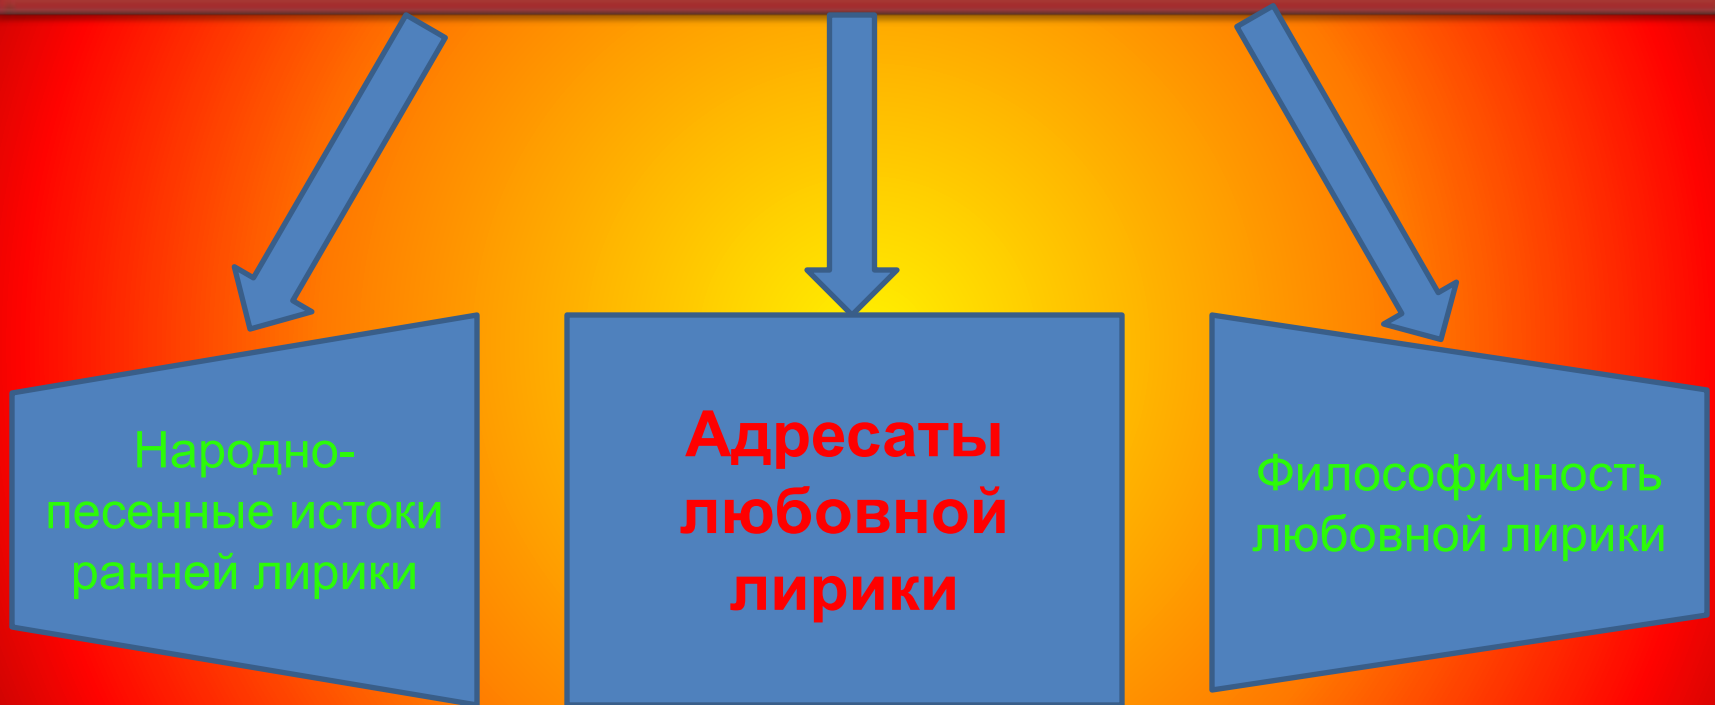 Народно-
песенные истоки
ранней лирики
Адресаты
любовной
лирики
Философичность
любовной лирики